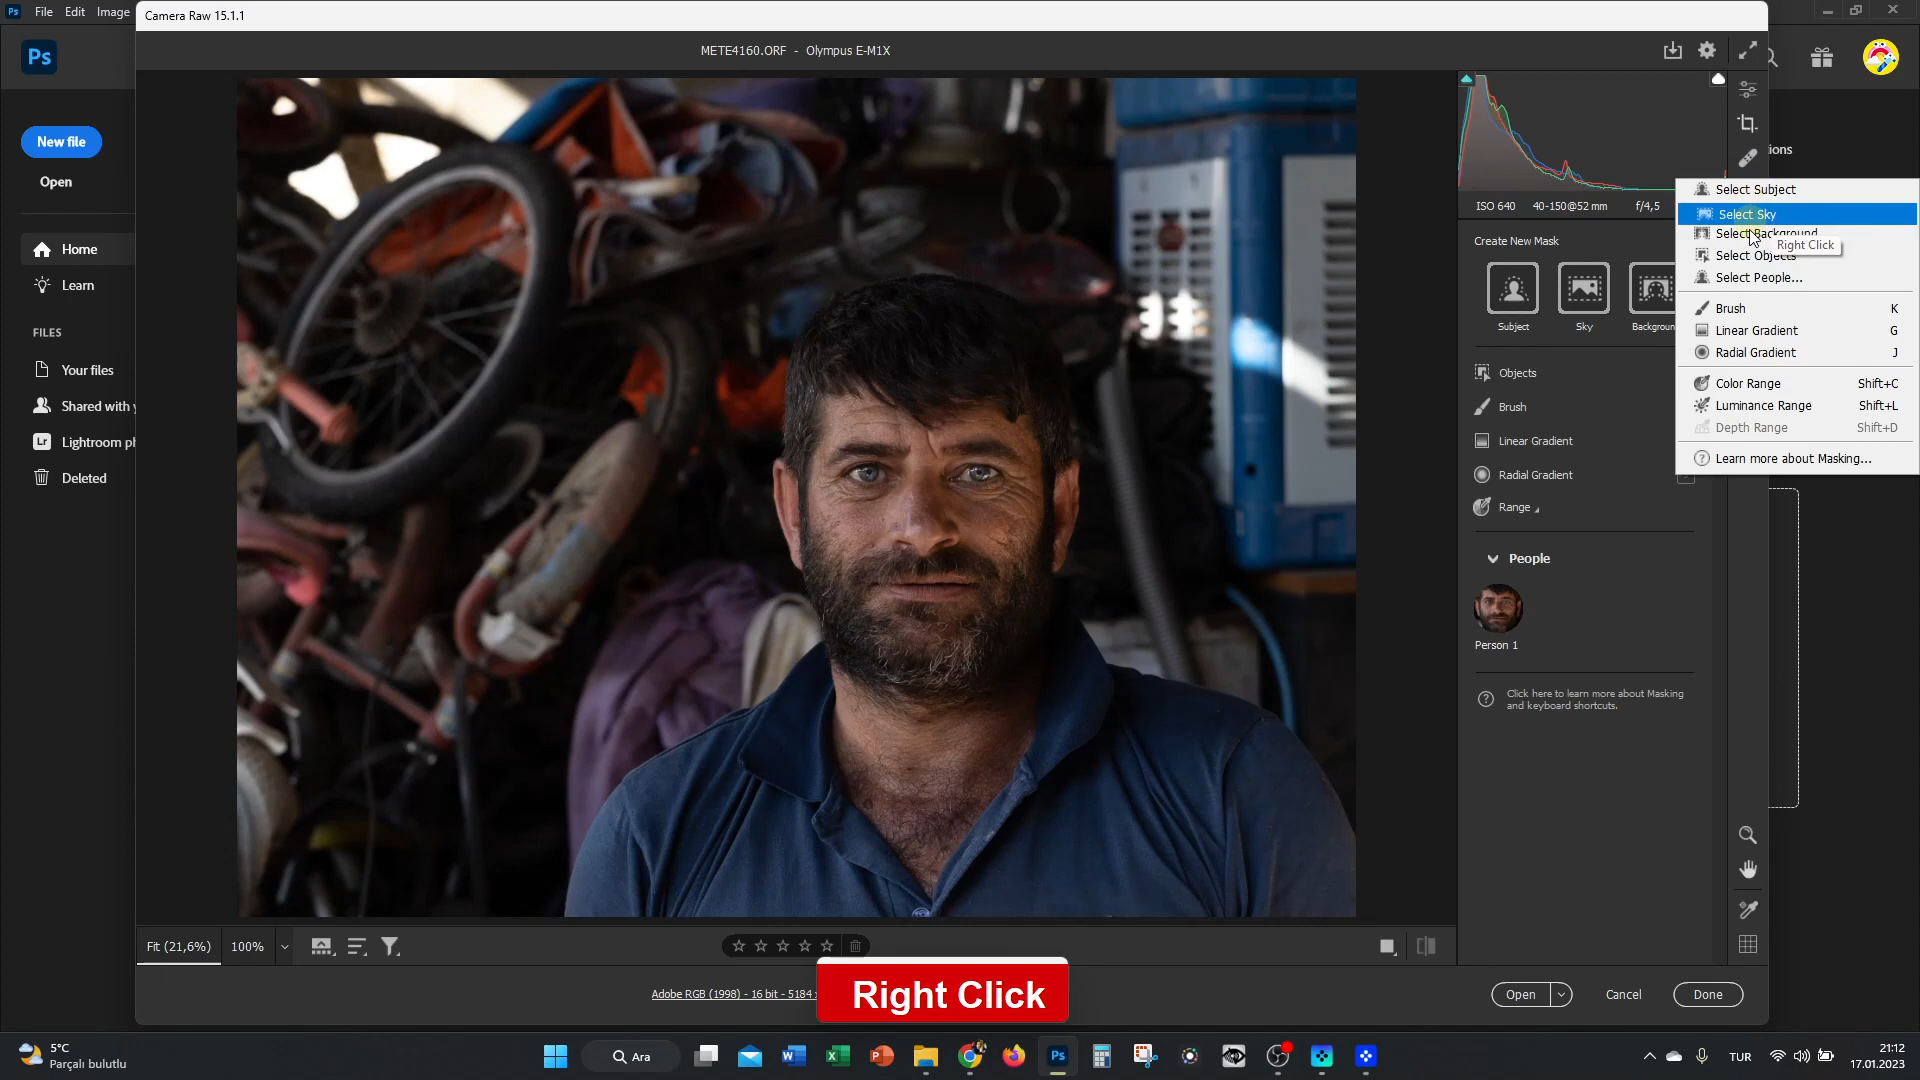 Ps
File
Edit
Image
Camera Raw 15.1.1
Ps
METE4160.ORF - Olympus E-M1X
New file
Open
Home
Learn
FILES
Your files
Shared with y
Lr
Lightroom ph
Deleted
ISO 640
40-150@52 mm
f/4,5
Create New Mask
Subject
Sky
Backgroun
Objects
Brush
Linear Gradient
Radial Gradient
Range
People
Person 1
Click here to learn more about Masking
and keyboard shortcuts.
ions
Select Subject
Select Sky
Select Background
Right Click
Select Objects
Select People...
Brush K
Linear Gradient G
Radial Gradient J
Color Range Shift+C
Luminance Range Shift+L
Depth Range Shift+D
Learn more about Masking...
Fit (21,6%)
100%
Adobe RGB (1998) - 16 bit - 5184 x
Right Click
Open
Cancel
Done
5°C
Parçalı bulutlu
Ara
Ps
TUR
21:12
17.01.2023